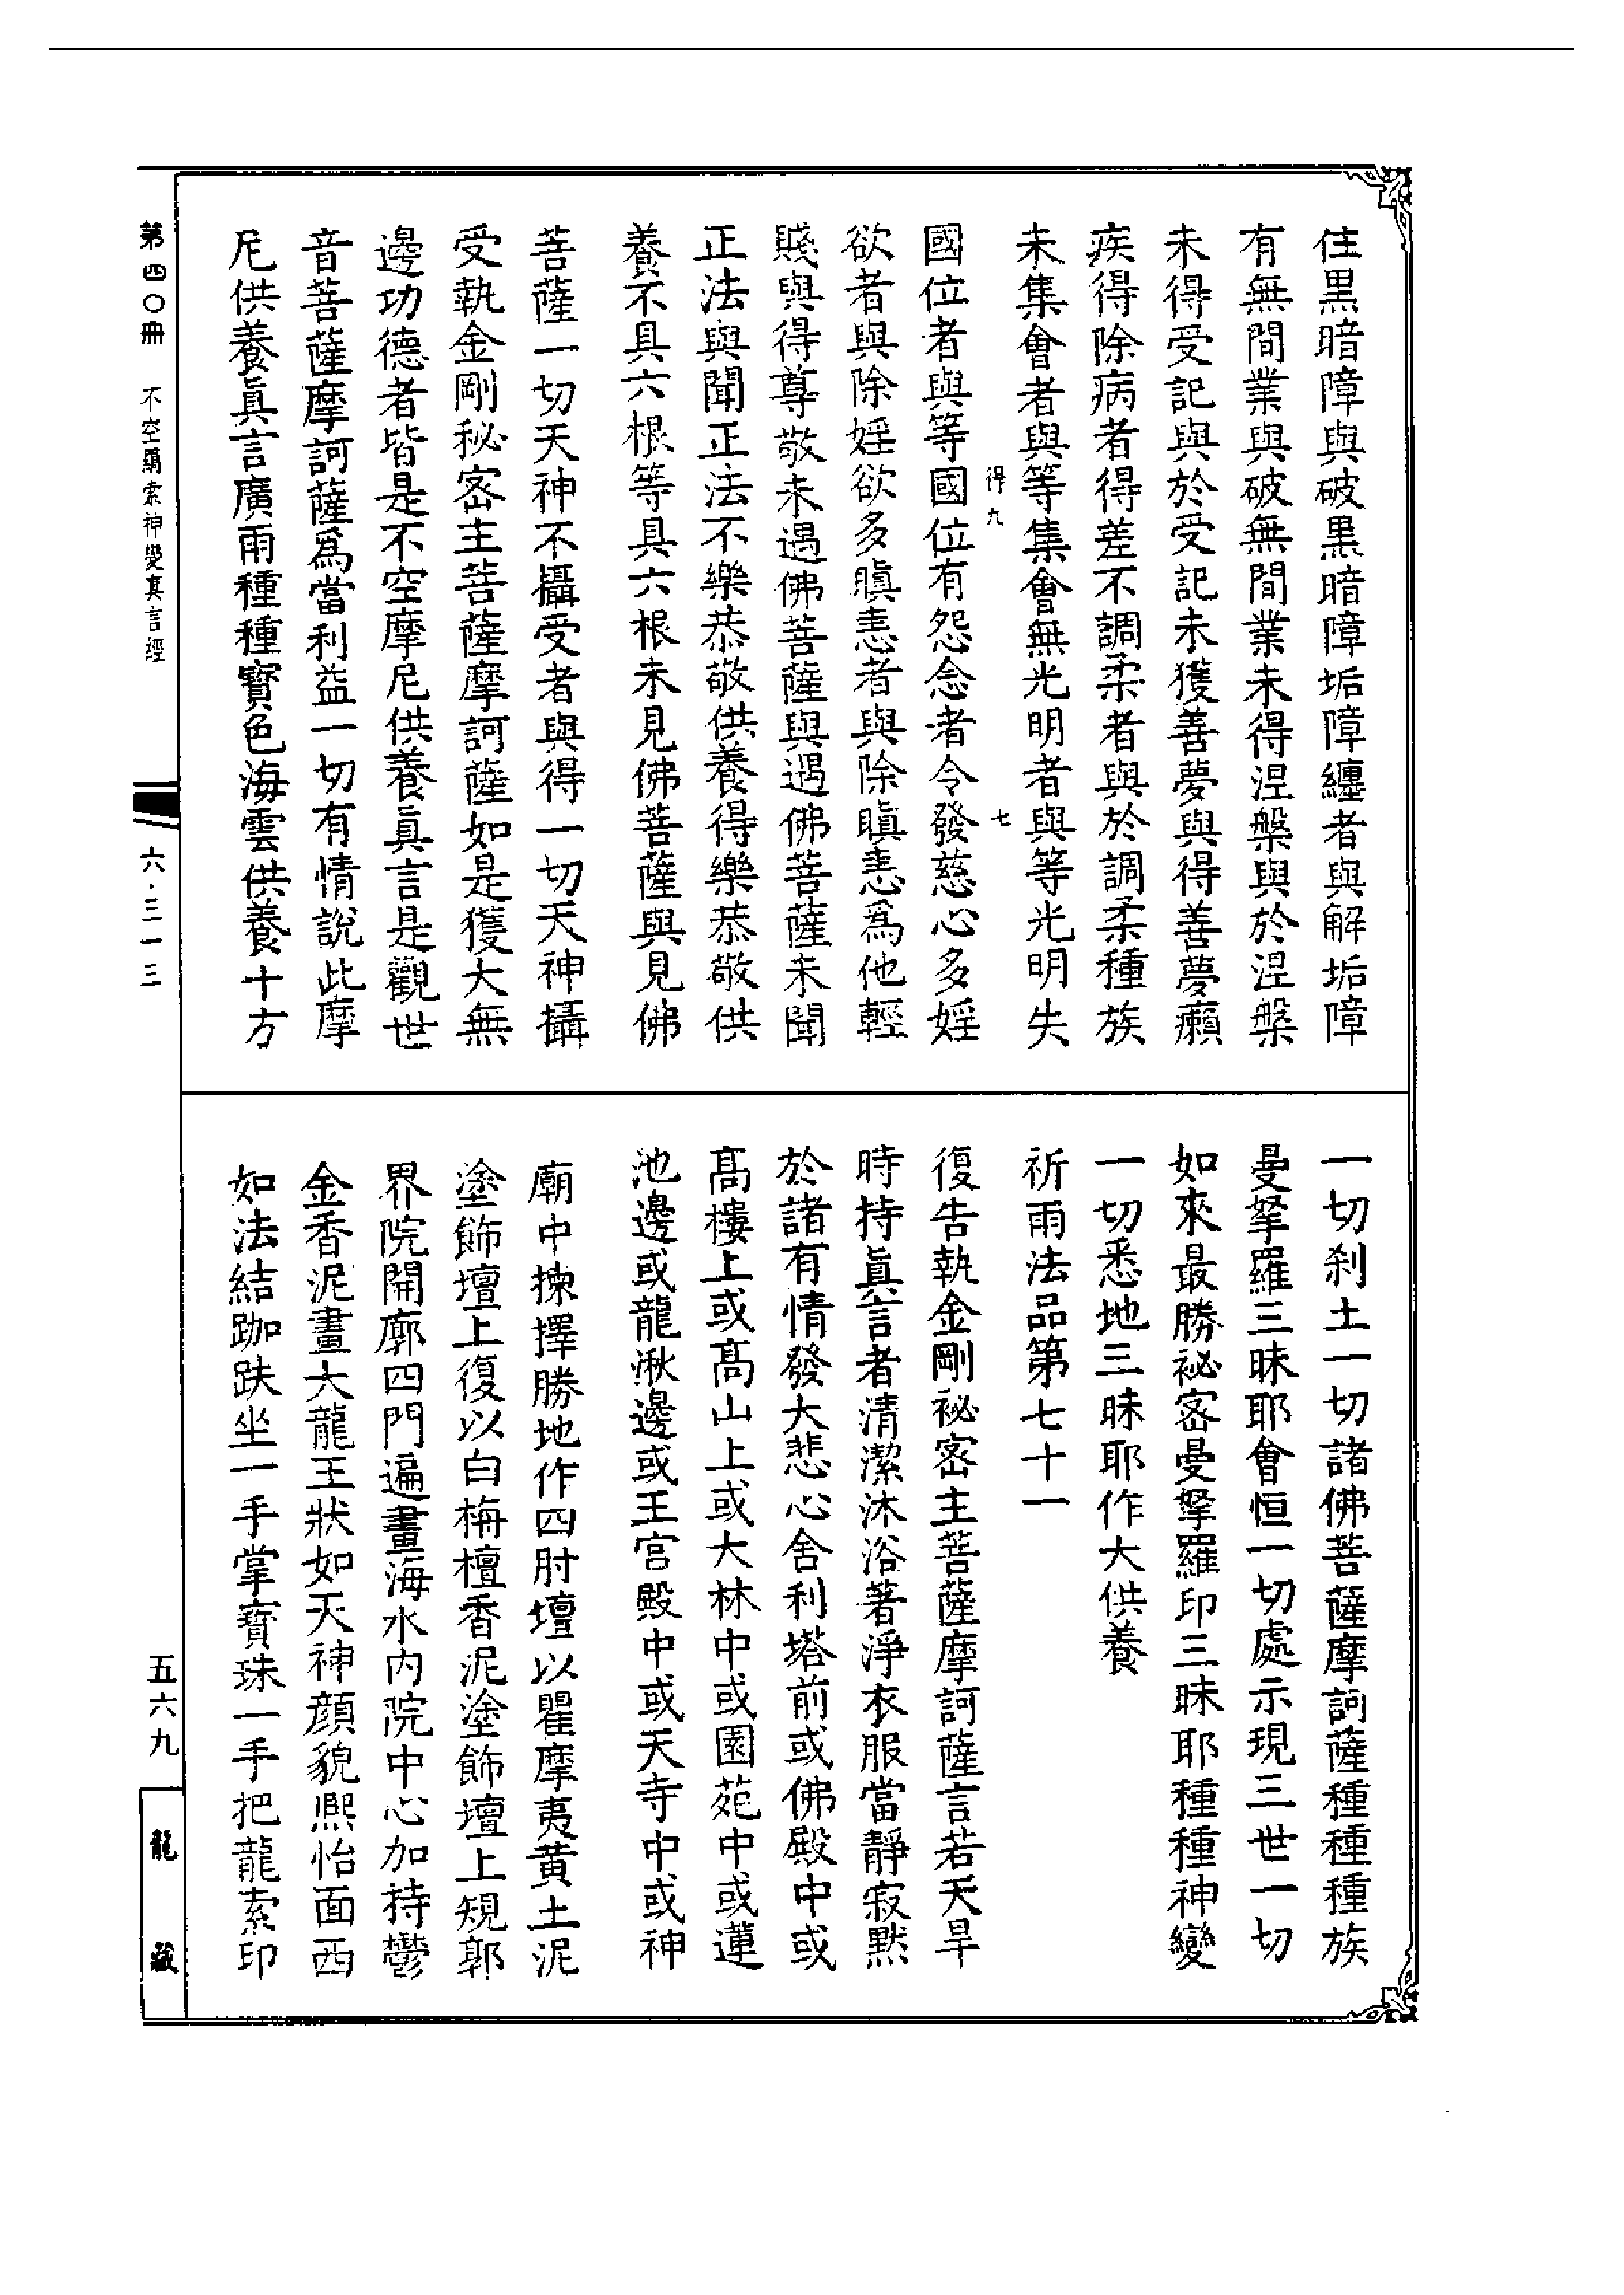 住黒暗障與破黒暗障垢障纏者與解垢障
有無間業與破無間業未得涅槃與於涅槃
未得受記與於受記未獲善夢與得善夢癩
疾得除病者得差不調柔者與於調柔種族
未集會者與等集會無光明者與等光明失
得九
七
國位者與等國位有怨念者令發慈心多婬
欲者與除婬欲多瞋恚者與除瞋恚爲他輕
賤與得尊敬未遇佛菩薩與遇佛菩薩未聞
正法與聞正法不樂恭敬供養得樂恭敬供
養不具六根等具六根未見佛菩薩與見佛
菩薩一切天神不攝受者與得一切天神攝
受執金剛秘密主菩薩摩訶薩如是獲大無
邊功德者皆是不空摩尼供養真言是觀世
音菩薩摩訶薩爲當利益一切有情說此摩
尼供養真言廣雨種種寶色海雲供養十方
一切刹土一切諸佛菩薩摩訶薩種種種族
曼拏羅三昧耶會恒一切處示現三世一切
如來最勝祕密曼拏羅印三昧耶種種神變
一切悉地三昧耶作大供養
祈雨法品第七十一
復告執金剛祕密主菩薩摩訶薩言若天旱
時持真言者清潔沐浴著淨衣服當靜寂默
於諸有情發大悲心舍利塔前或佛殿中或
高樓上或高山上或大林中或園苑中或蓮
池邊或龍湫邊或王宮殿中或天寺中或神
廟中揀擇勝地作四肘壇以瞿摩夷黄土泥
塗飾壇上復以白栴檀香泥塗飾壇上規郭
界院開廓四門遍畫海水内院中心加持鬱
金香泥畫大龍王狀如天神顏貌熈怡面西
如法結跏趺坐一手掌寶珠一手把龍索印
第四〇冊 不空羂索神變真言經
六·三一三
五六九
龍藏